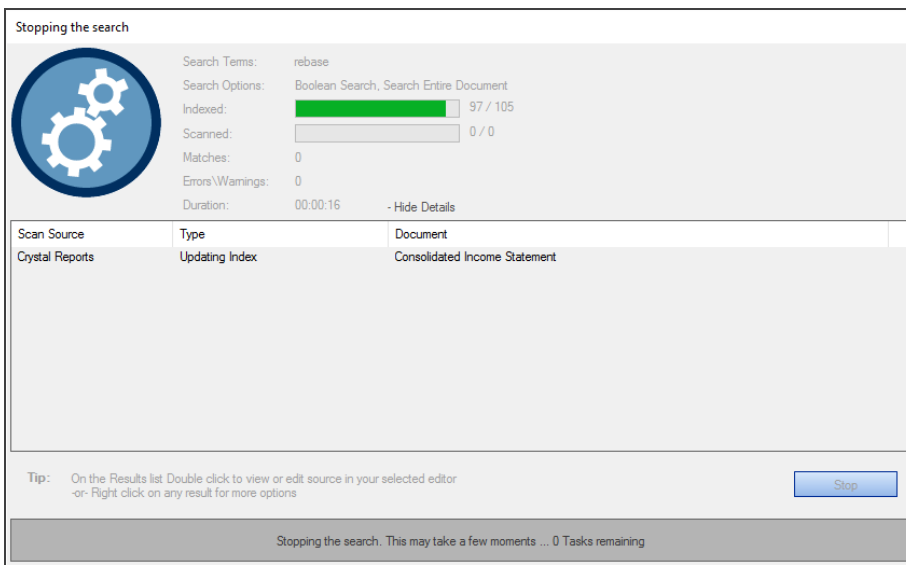 Stopping the search
Search Terms: rebase
Search Options: Boolean Search, Search Entire Document
Indexed: 97 / 105
Scanned: 0 / 0
Matches: 0
Errors\Warnings: 0
Duration: 00:00:16 - Hide Details
Scan Source Type Document
Crystal Reports Updating Index Consolidated Income Statement
Tip: On the Results list Double click to view or edit source in your selected editor
-or- Right click on any result for more options
Stop
Stopping the search. This may take a few moments ... 0 Tasks remaining